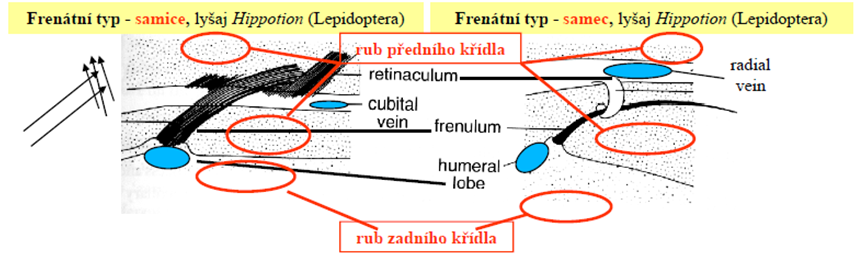 Frenátní typ - samice, lyšaj Hippotion (Lepidoptera)
Frenátní typ - samec, lyšaj Hippotion (Lepidoptera)
rub předního křídla
retinaculum
radial
vein
cubital
vein
frenulum
humeral
lobe
rub zadního křídla